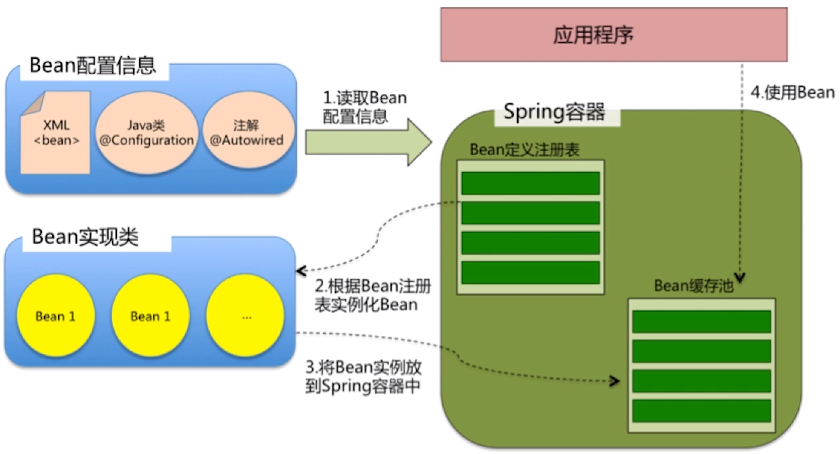 应用程序
Bean配置信息
XML
<bean>
Java类
@Configuration
注解
@Autowired
1.读取Bean
配置信息
4.使用Bean
Spring容器
Bean定义注册表
Bean实现类
Bean 1
Bean 1
...
2.根据Bean注册
表实例化Bean
Bean缓存池
3.将Bean实例放
到Spring容器中